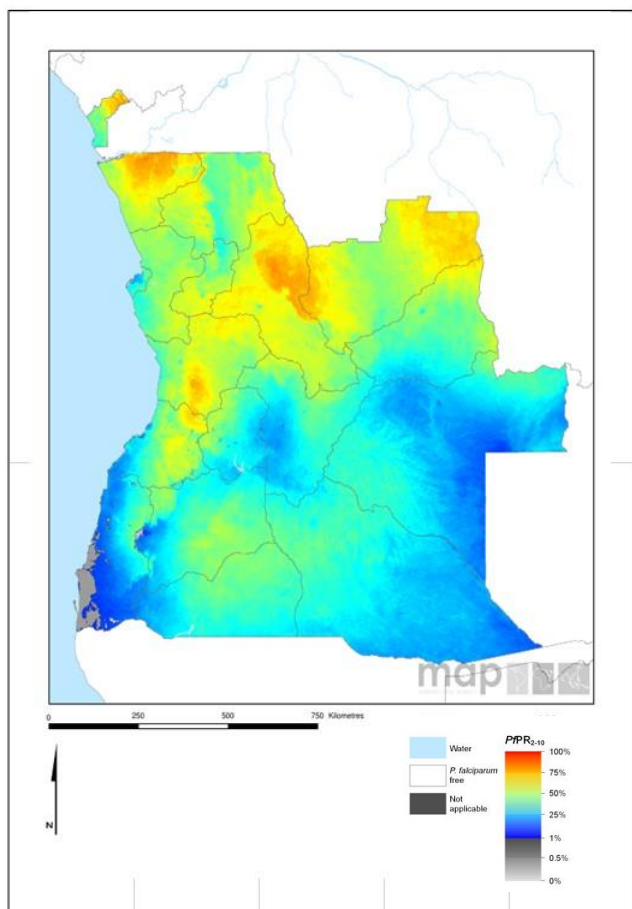 map
0 250 500 750 Kilometres
Water
P. falciparum
free
Not
applicable
N
PfPR2-10
100%
75%
50%
25%
1%
0.5%
0%